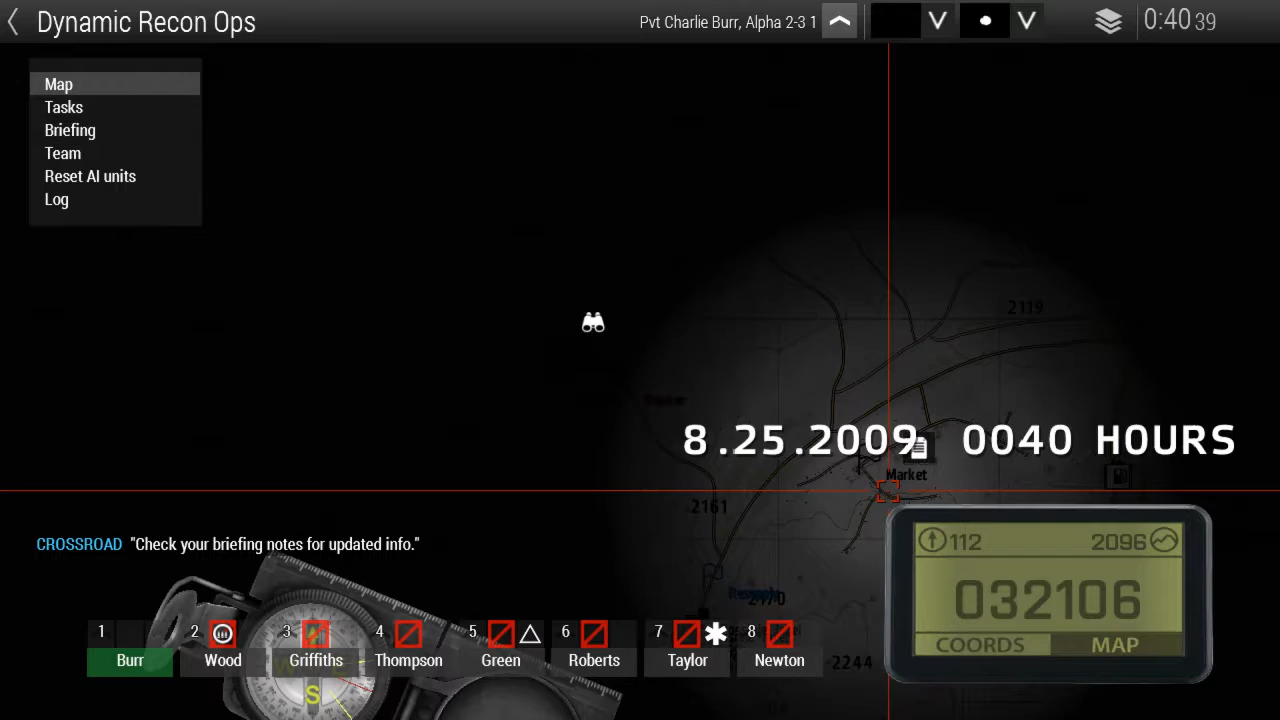 Dynamic Recon Ops
Pvt Charlie Burr, Alpha 2-3 1
0:40 39
Map
Tasks
Briefing
Team
Reset AI units
Log
2119
8.25.2009 0040 HOURS
Market
2161
CROSSROAD "Check your briefing notes for updated info."
112 2096
032106
COORDS MAP
2170
2244
1 2 3 4 5 6 7 8
Burr Wood Griffiths Thompson Green Roberts Taylor Newton
S